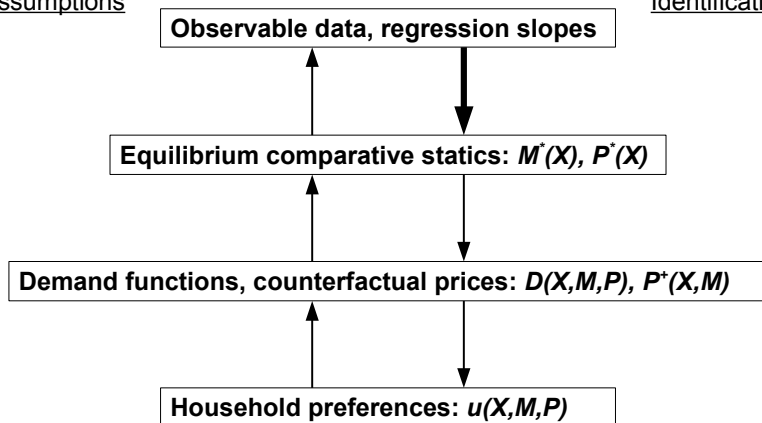 Observable data, regression slopes
Equilibrium comparative statics: M*(X), P*(X)
Demand functions, counterfactual prices: D(X,M,P), P⁺(X,M)
Household preferences: u(X,M,P)